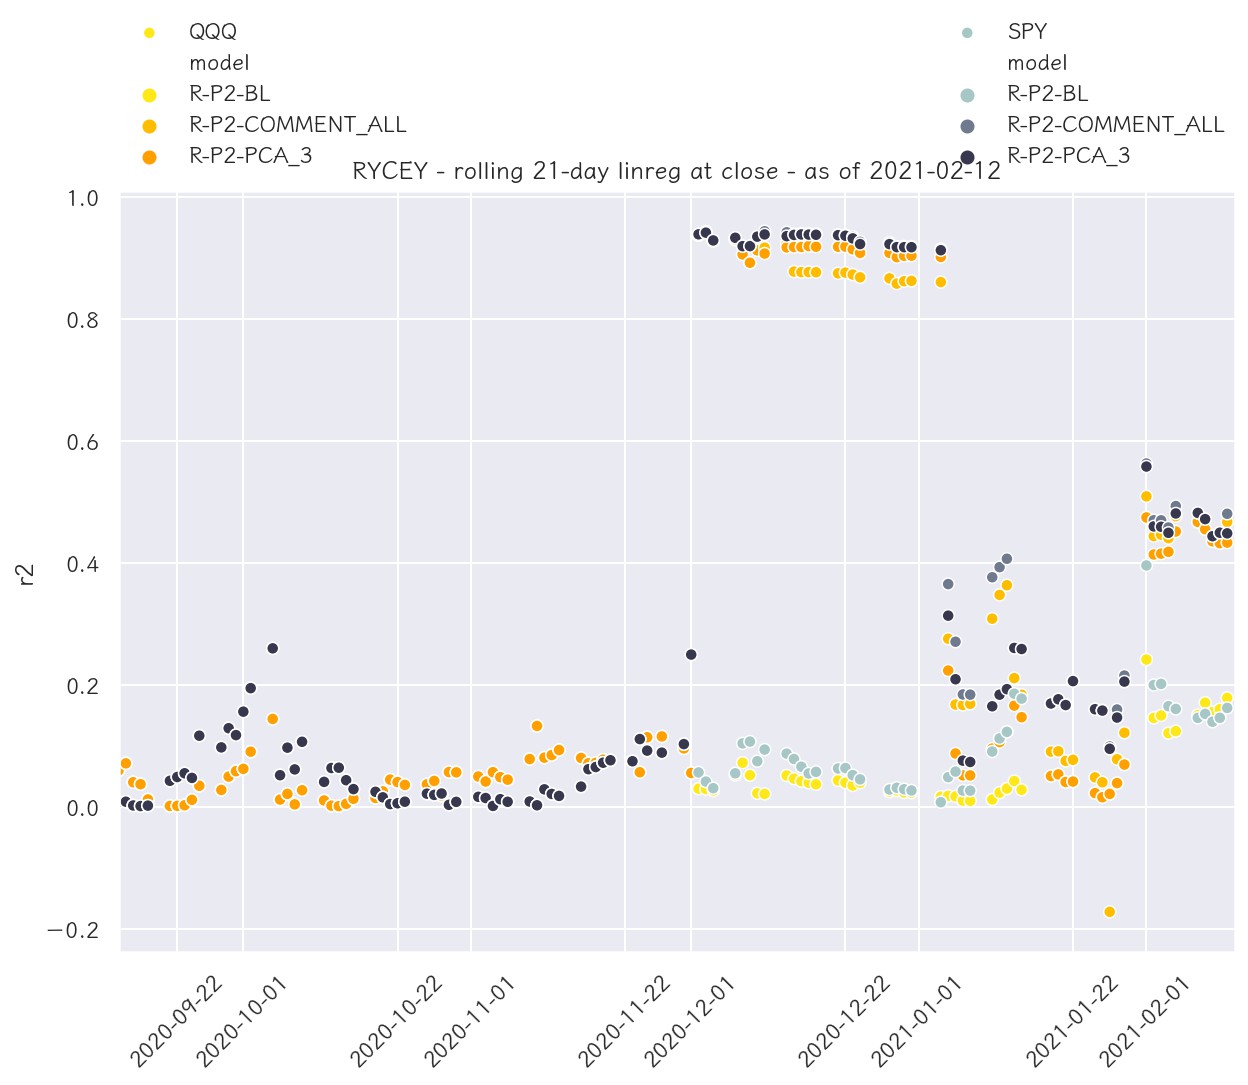 QQQ
model
R-P2-BL
R-P2-COMMENT_ALL
R-P2-PCA_3
SPY
model
R-P2-BL
R-P2-COMMENT_ALL
R-P2-PCA_3
RYCEY - rolling 21-day linreg at close - as of 2021-02-12
1.0
0.8
0.6
0.4
0.2
0.0
−0.2
r2
2020-09-22
2020-10-01
2020-10-22
2020-11-01
2020-11-22
2020-12-01
2020-12-22
2021-01-01
2021-01-22
2021-02-01